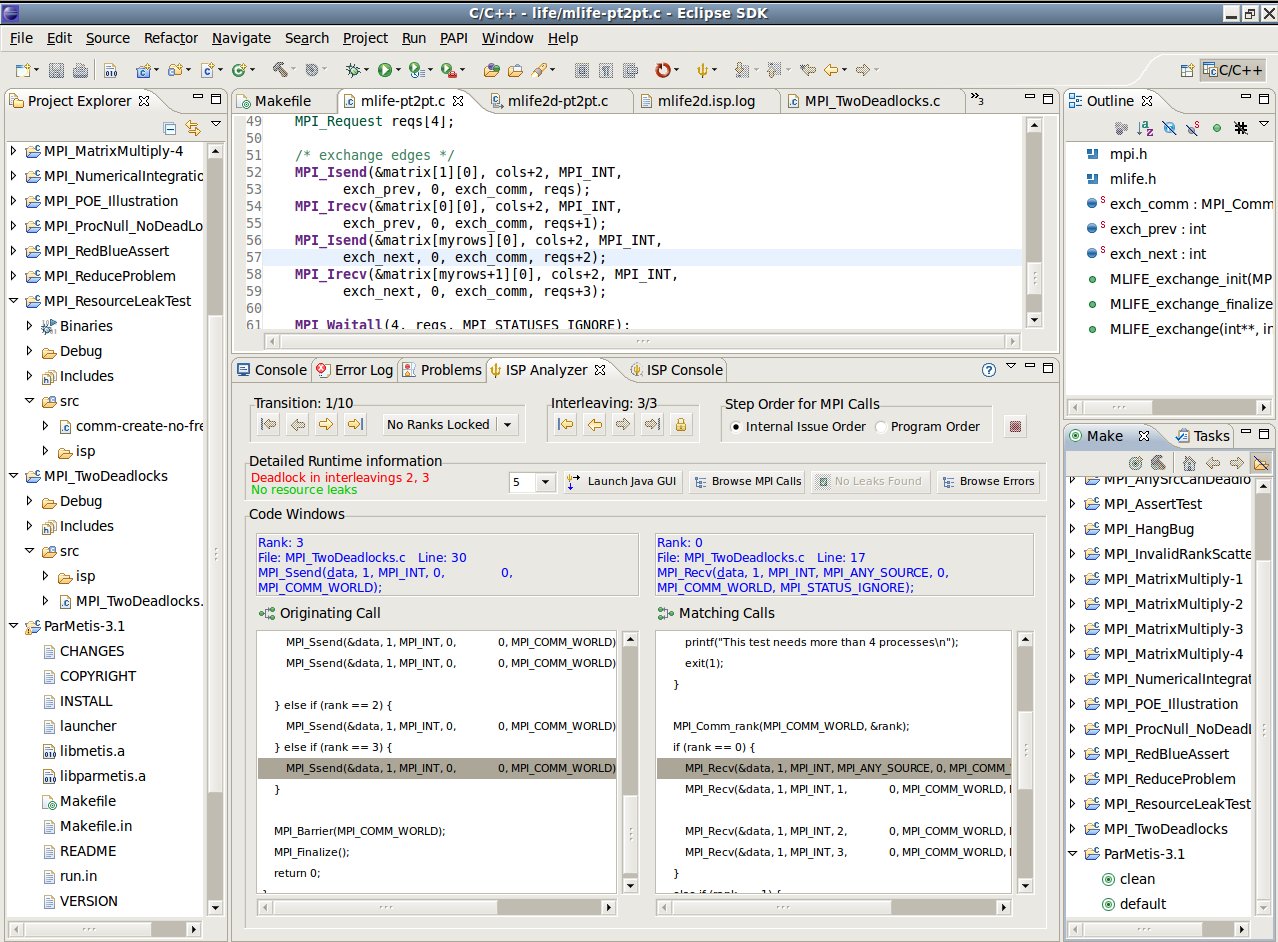 C/C++ - life/mlife-pt2pt.c - Eclipse SDK
File Edit Source Refactor Navigate Search Project Run PAPI Window Help
C/C++
Project Explorer
MPI_MatrixMultiply-4
MPI_NumericalIntegratio
MPI_POE_Illustration
MPI_ProcNull_NoDeadLo
MPI_RedBlueAssert
MPI_ReduceProblem
MPI_ResourceLeakTest
Binaries
Debug
Includes
src
comm-create-no-fre
isp
MPI_TwoDeadlocks
Debug
Includes
src
isp
MPI_TwoDeadlocks.
ParMetis-3.1
CHANGES
COPYRIGHT
INSTALL
launcher
libmetis.a
libparmetis.a
Makefile
Makefile.in
README
run.in
VERSION
Makefile mlife-pt2pt.c mlife2d-pt2pt.c mlife2d.isp.log MPI_TwoDeadlocks.c »3
49 MPI_Request reqs[4];
50
51 /* exchange edges */
52 MPI_Isend(&matrix[1][0], cols+2, MPI_INT,
53 exch_prev, 0, exch_comm, reqs);
54 MPI_Irecv(&matrix[0][0], cols+2, MPI_INT,
55 exch_prev, 0, exch_comm, reqs+1);
56 MPI_Isend(&matrix[myrows][0], cols+2, MPI_INT,
57 exch_next, 0, exch_comm, reqs+2);
58 MPI_Irecv(&matrix[myrows+1][0], cols+2, MPI_INT,
59 exch_next, 0, exch_comm, reqs+3);
60
61 MPI_Waitall(4, reqs, MPI_STATUSES_IGNORE);
Console Error Log Problems ISP Analyzer ISP Console
Transition: 1/10
No Ranks Locked
Interleaving: 3/3
Step Order for MPI Calls
Internal Issue Order Program Order
Detailed Runtime information
Deadlock in interleavings 2, 3
No resource leaks
5 Launch Java GUI Browse MPI Calls No Leaks Found Browse Errors
Code Windows
Rank: 3
File: MPI_TwoDeadlocks.c Line: 30
MPI_Ssend(data, 1, MPI_INT, 0, 0,
MPI_COMM_WORLD);
Originating Call
MPI_Ssend(&data, 1, MPI_INT, 0, 0, MPI_COMM_WORLD)
MPI_Ssend(&data, 1, MPI_INT, 0, 0, MPI_COMM_WORLD)
} else if (rank == 2) {
MPI_Ssend(&data, 1, MPI_INT, 0, 0, MPI_COMM_WORLD)
} else if (rank == 3) {
MPI_Ssend(&data, 1, MPI_INT, 0, 0, MPI_COMM_WORLD)
}
MPI_Barrier(MPI_COMM_WORLD);
MPI_Finalize();
return 0;
Rank: 0
File: MPI_TwoDeadlocks.c Line: 17
MPI_Recv(data, 1, MPI_INT, MPI_ANY_SOURCE, 0,
MPI_COMM_WORLD, MPI_STATUS_IGNORE);
Matching Calls
printf("This test needs more than 4 processes\n");
exit(1);
}
MPI_Comm_rank(MPI_COMM_WORLD, &rank);
if (rank == 0) {
MPI_Recv(&data, 1, MPI_INT, MPI_ANY_SOURCE, 0, MPI_COMM_
MPI_Recv(&data, 1, MPI_INT, 1, 0, MPI_COMM_WORLD,
MPI_Recv(&data, 1, MPI_INT, 2, 0, MPI_COMM_WORLD,
MPI_Recv(&data, 1, MPI_INT, 3, 0, MPI_COMM_WORLD,
}
else if (rank == 1) {
Outline
mpi.h
mlife.h
exch_comm : MPI_Comm
exch_prev : int
exch_next : int
MLIFE_exchange_init(MP
MLIFE_exchange_finalize
MLIFE_exchange(int**, in
Make Tasks
MPI_AnySrcCanDeadlo
MPI_AssertTest
MPI_HangBug
MPI_InvalidRankScatte
MPI_MatrixMultiply-1
MPI_MatrixMultiply-2
MPI_MatrixMultiply-3
MPI_MatrixMultiply-4
MPI_NumericalIntegrat
MPI_POE_Illustration
MPI_ProcNull_NoDeadl
MPI_RedBlueAssert
MPI_ReduceProblem
MPI_ResourceLeakTest
MPI_TwoDeadlocks
ParMetis-3.1
clean
default